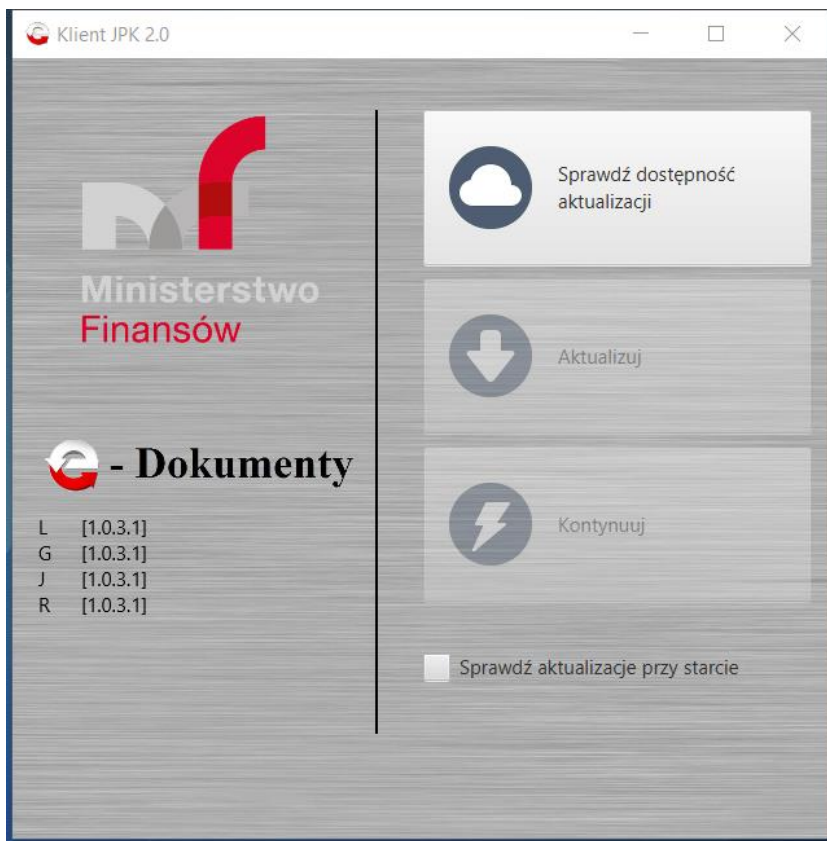 Klient JPK 2.0
Ministerstwo
Finansów
e - Dokumenty
L [1.0.3.1]
G [1.0.3.1]
J [1.0.3.1]
R [1.0.3.1]
Sprawdź dostępność
aktualizacji
Aktualizuj
Kontynuuj
Sprawdź aktualizacje przy starcie